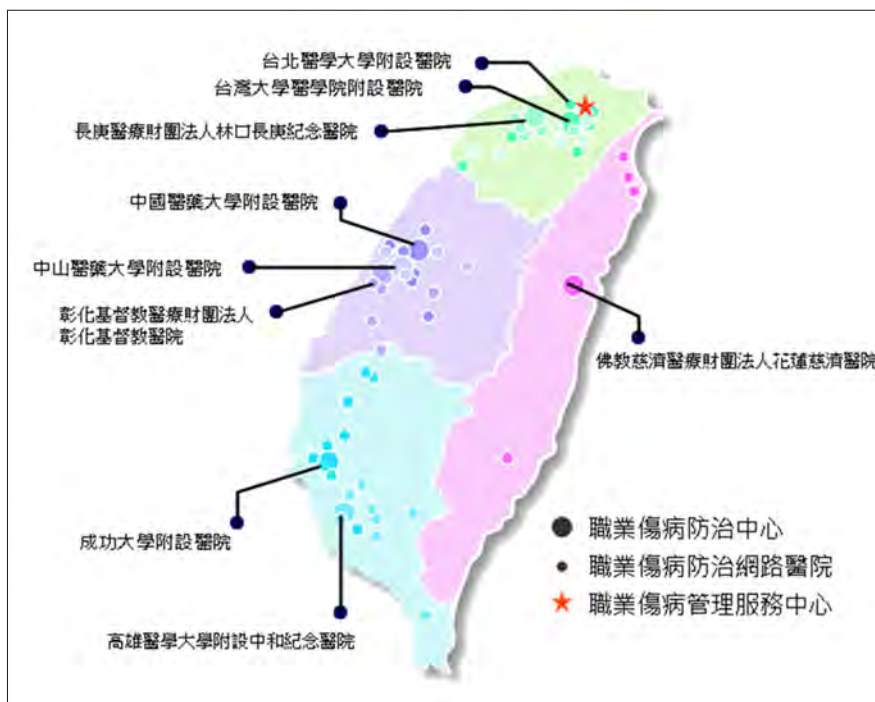 台北醫學大學附設醫院
台灣大學醫學院附設醫院
長庚醫療財團法人林口長庚紀念醫院
中國醫藥大學附設醫院
中山醫藥大學附設醫院
彰化基督教醫療財團法人
彰化基督教醫院
佛教慈濟醫療財團法人花蓮慈濟醫院
成功大學附設醫院
高雄醫學大學附設中和紀念醫院
職業傷病防治中心
職業傷病防治網路醫院
職業傷病管理服務中心